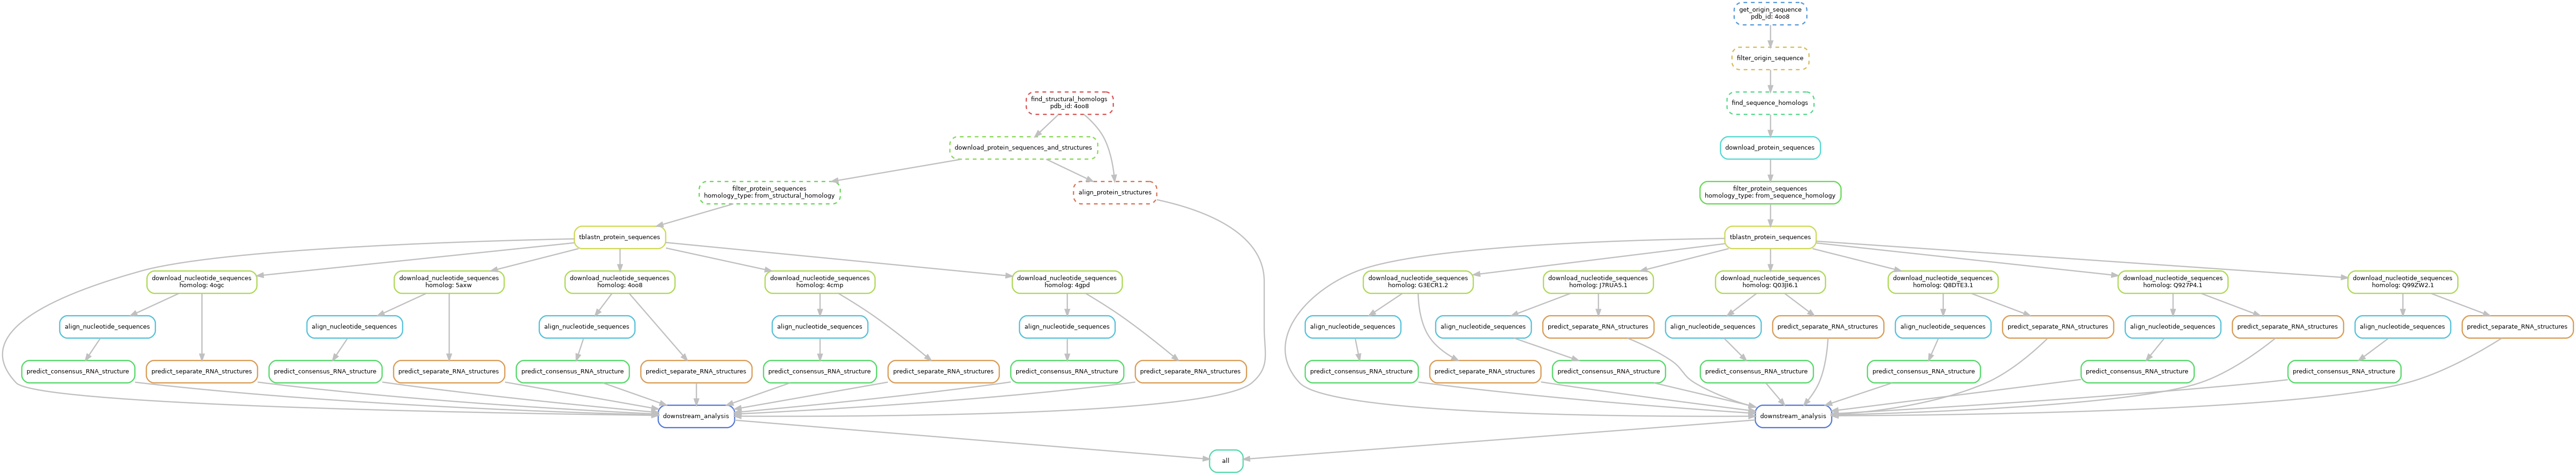 get_origin_sequence
pdb_id: 4oo8
filter_origin_sequence
find_structural_homologs
pdb_id: 4oo8
find_sequence_homologs
download_protein_sequences_and_structures
download_protein_sequences
filter_protein_sequences
homology_type: from_structural_homology
align_protein_structures
filter_protein_sequences
homology_type: from_sequence_homology
tblastn_protein_sequences
tblastn_protein_sequences
download_nucleotide_sequences
homolog: 4ogc
download_nucleotide_sequences
homolog: 5axw
download_nucleotide_sequences
homolog: 4oo8
download_nucleotide_sequences
homolog: 4cmp
download_nucleotide_sequences
homolog: 4gpd
download_nucleotide_sequences
homolog: G3ECR1.2
download_nucleotide_sequences
homolog: J7RUA5.1
download_nucleotide_sequences
homolog: Q03JI6.1
download_nucleotide_sequences
homolog: Q8DTE3.1
download_nucleotide_sequences
homolog: Q927P4.1
download_nucleotide_sequences
homolog: Q99ZW2.1
align_nucleotide_sequences
align_nucleotide_sequences
align_nucleotide_sequences
align_nucleotide_sequences
align_nucleotide_sequences
align_nucleotide_sequences
align_nucleotide_sequences
predict_separate_RNA_structures
align_nucleotide_sequences
predict_separate_RNA_structures
align_nucleotide_sequences
predict_separate_RNA_structures
align_nucleotide_sequences
predict_separate_RNA_structures
align_nucleotide_sequences
predict_separate_RNA_structures
predict_consensus_RNA_structure
predict_separate_RNA_structures
predict_consensus_RNA_structure
predict_separate_RNA_structures
predict_consensus_RNA_structure
predict_separate_RNA_structures
predict_consensus_RNA_structure
predict_separate_RNA_structures
predict_consensus_RNA_structure
predict_separate_RNA_structures
predict_consensus_RNA_structure
predict_separate_RNA_structures
predict_consensus_RNA_structure
predict_consensus_RNA_structure
predict_consensus_RNA_structure
predict_consensus_RNA_structure
predict_consensus_RNA_structure
downstream_analysis
downstream_analysis
all